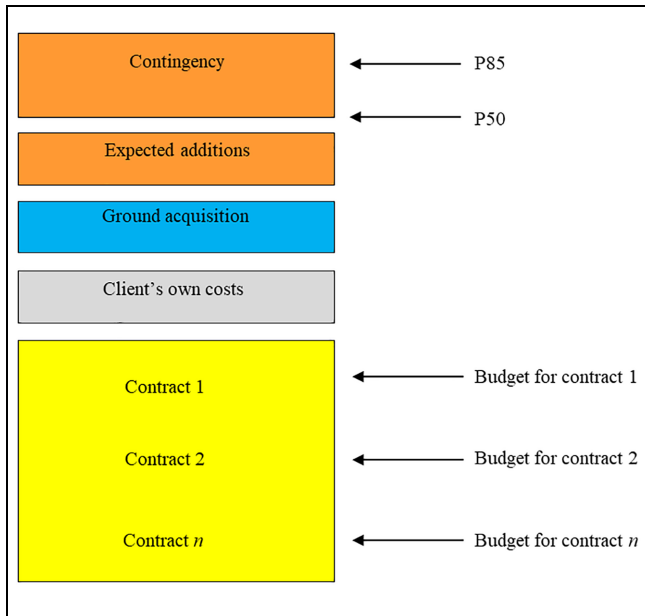 Contingency
P85
P50
Expected additions
Ground acquisition
Client's own costs
Contract 1
Budget for contract 1
Contract 2
Budget for contract 2
Contract n
Budget for contract n